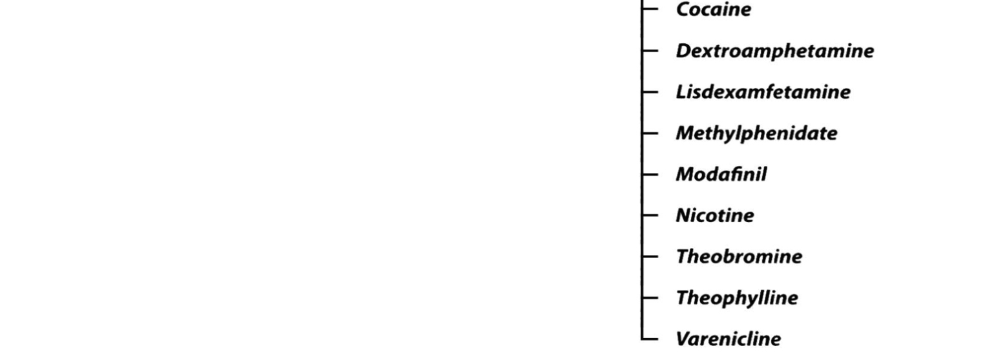 Cocaine
Dextroamphetamine
Lisdexamfetamine
Methylphenidate
Modafinil
Nicotine
Theobromine
Theophylline
Varenicline